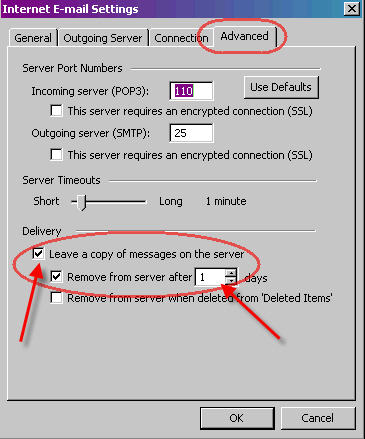 Internet E-mail Settings
General Outgoing Server Connection Advanced
Server Port Numbers
Incoming server (POP3): 110 Use Defaults
This server requires an encrypted connection (SSL)
Outgoing server (SMTP): 25
This server requires an encrypted connection (SSL)
Server Timeouts
Short Long 1 minute
Delivery
Leave a copy of messages on the server
Remove from server after 1 days
Remove from server when deleted from 'Deleted Items'
OK Cancel